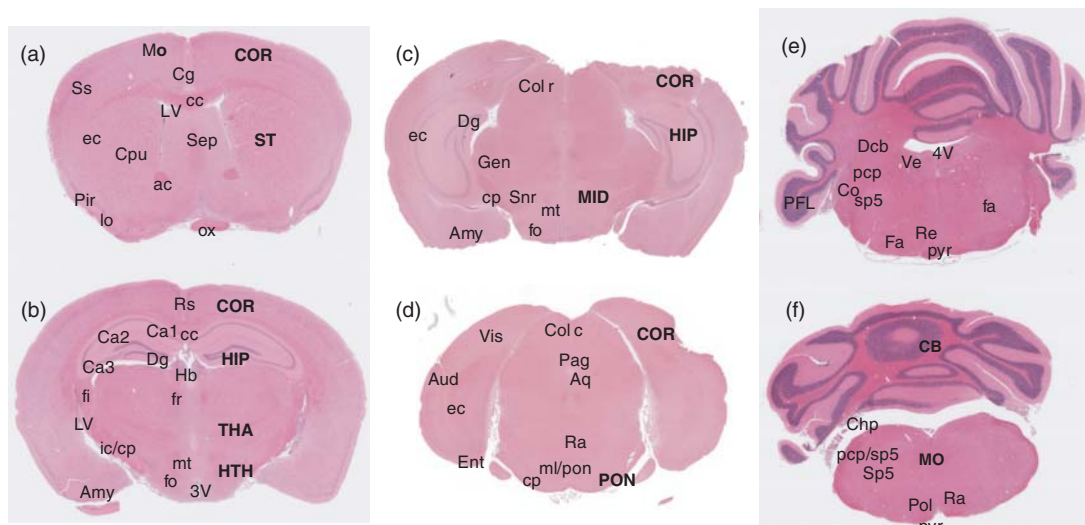 (a)
Mo
COR
Cg
Ss
cc
LV
ec
Sep
ST
Cpu
ac
Pir
lo
ox
(b)
Rs
COR
Ca2
Ca1
cc
Ca3
Dg
HIP
Hb
fi
fr
LV
THA
ic/cp
mt
HTH
fo
Amy
3V
(c)
Col r
COR
Dg
ec
HIP
Gen
cp
Snr
MID
mt
Amy
fo
(d)
Vis
Col c
COR
Pag
Aud
Aq
ec
Ra
Ent
ml/pon
cp
PON
(e)
Dcb
4V
Ve
pcp
Co
sp5
PFL
fa
Re
Fa
pyr
(f)
CB
Chp
pcp/sp5
MO
Sp5
Pol
Ra